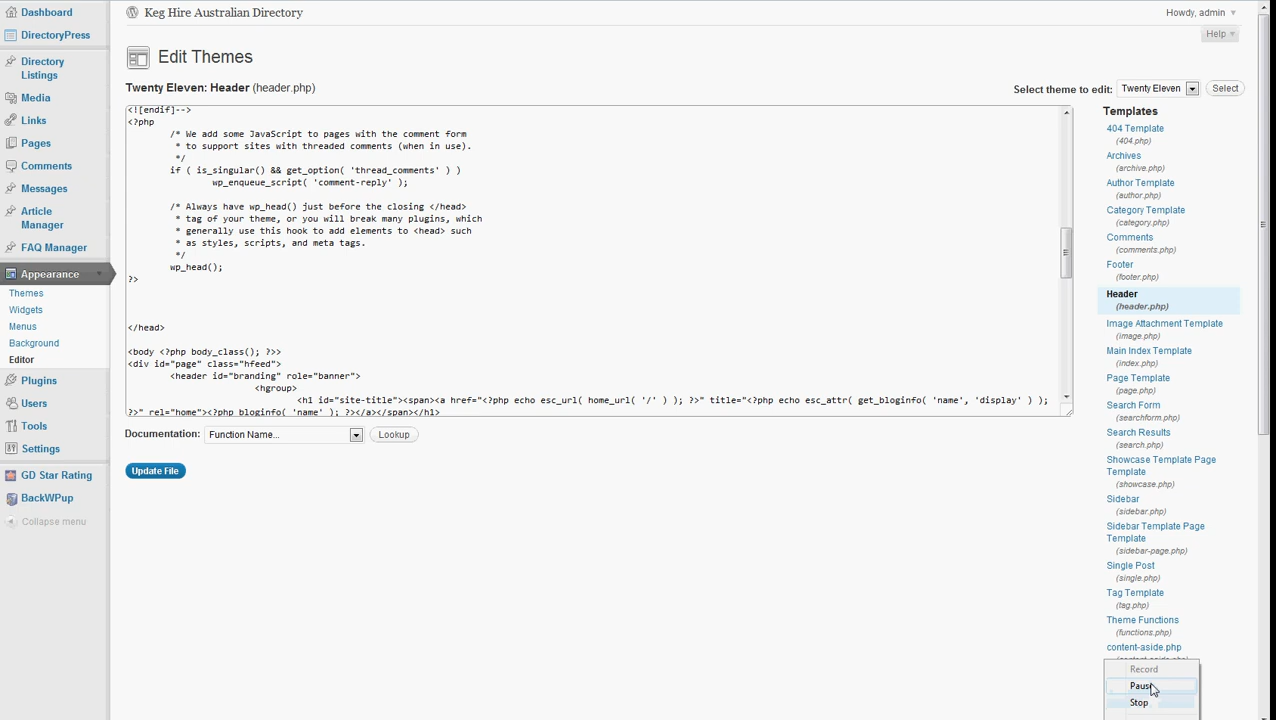 Dashboard
DirectoryPress
Directory
Listings
Media
Links
Pages
Comments
Messages
Article
Manager
FAQ Manager
Appearance
Themes
Widgets
Menus
Background
Editor
Plugins
Users
Tools
Settings
GD Star Rating
BackWPup
Collapse menu
Keg Hire Australian Directory
Howdy, admin
Help
Edit Themes
Twenty Eleven: Header (header.php)
Select theme to edit: Twenty Eleven Select
<![endif]-->
<?php
/* We add some JavaScript to pages with the comment form
* to support sites with threaded comments (when in use).
*/
if ( is_singular() && get_option( 'thread_comments' ) )
wp_enqueue_script( 'comment-reply' );
/* Always have wp_head() just before the closing </head>
* tag of your theme, or you will break many plugins, which
* generally use this hook to add elements to <head> such
* as styles, scripts, and meta tags.
*/
wp_head();
?>
</head>
<body <?php body_class(); ?>>
<div id="page" class="hfeed">
<header id="branding" role="banner">
<hgroup>
<h1 id="site-title"><span><a href="<?php echo esc_url( home_url( '/' ) ); ?>" title="<?php echo esc_attr( get_bloginfo( 'name', 'display' ) );
?>" rel="home"><?php bloginfo( 'name' ); ?></a></span></h1>
Documentation: Function Name... Lookup
Update File
Templates
404 Template
(404.php)
Archives
(archive.php)
Author Template
(author.php)
Category Template
(category.php)
Comments
(comments.php)
Footer
(footer.php)
Header
(header.php)
Image Attachment Template
(image.php)
Main Index Template
(index.php)
Page Template
(page.php)
Search Form
(searchform.php)
Search Results
(search.php)
Showcase Template Page
Template
(showcase.php)
Sidebar
(sidebar.php)
Sidebar Template Page
Template
(sidebar-page.php)
Single Post
(single.php)
Tag Template
(tag.php)
Theme Functions
(functions.php)
content-aside.php
Record
Pause
Stop